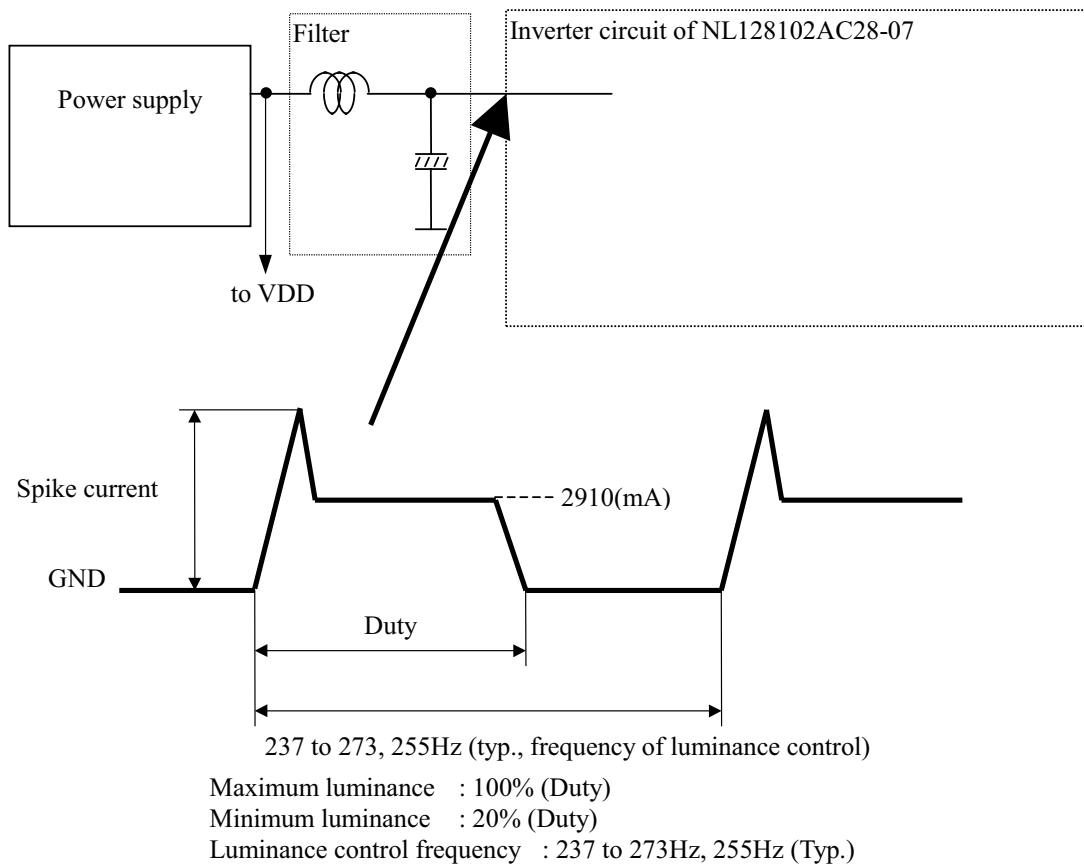 Filter
Inverter circuit of NL128102AC28-07
Power supply
to VDD
Spike current
2910(mA)
GND
Duty
237 to 273, 255Hz (typ., frequency of luminance control)
Maximum luminance : 100% (Duty)
Minimum luminance : 20% (Duty)
Luminance control frequency : 237 to 273Hz, 255Hz (Typ.)